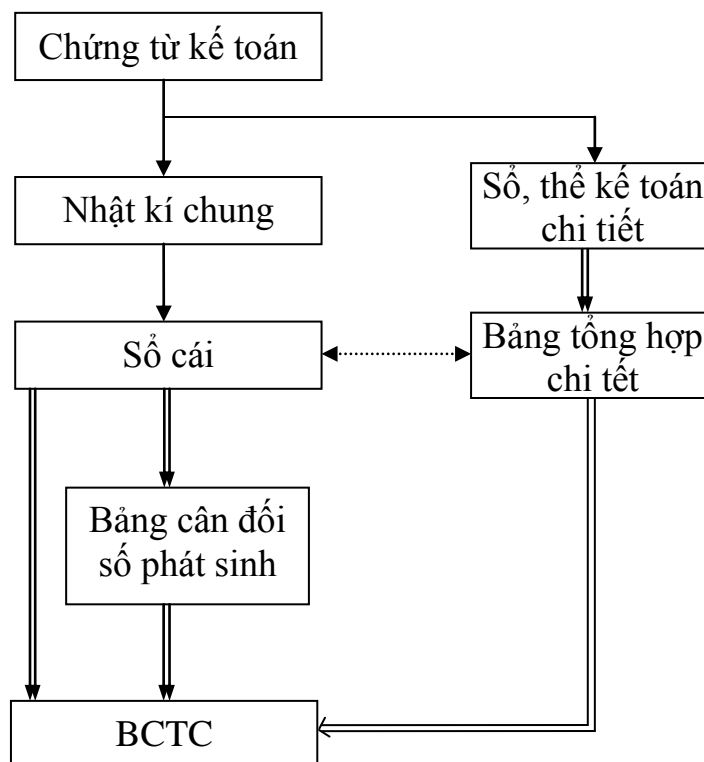 Chứng từ kế toán
Nhật kí chung
Sổ, thể kế toán
chi tiết
Sổ cái
Bảng tổng hợp
chi tết
Bảng cân đối
số phát sinh
BCTC